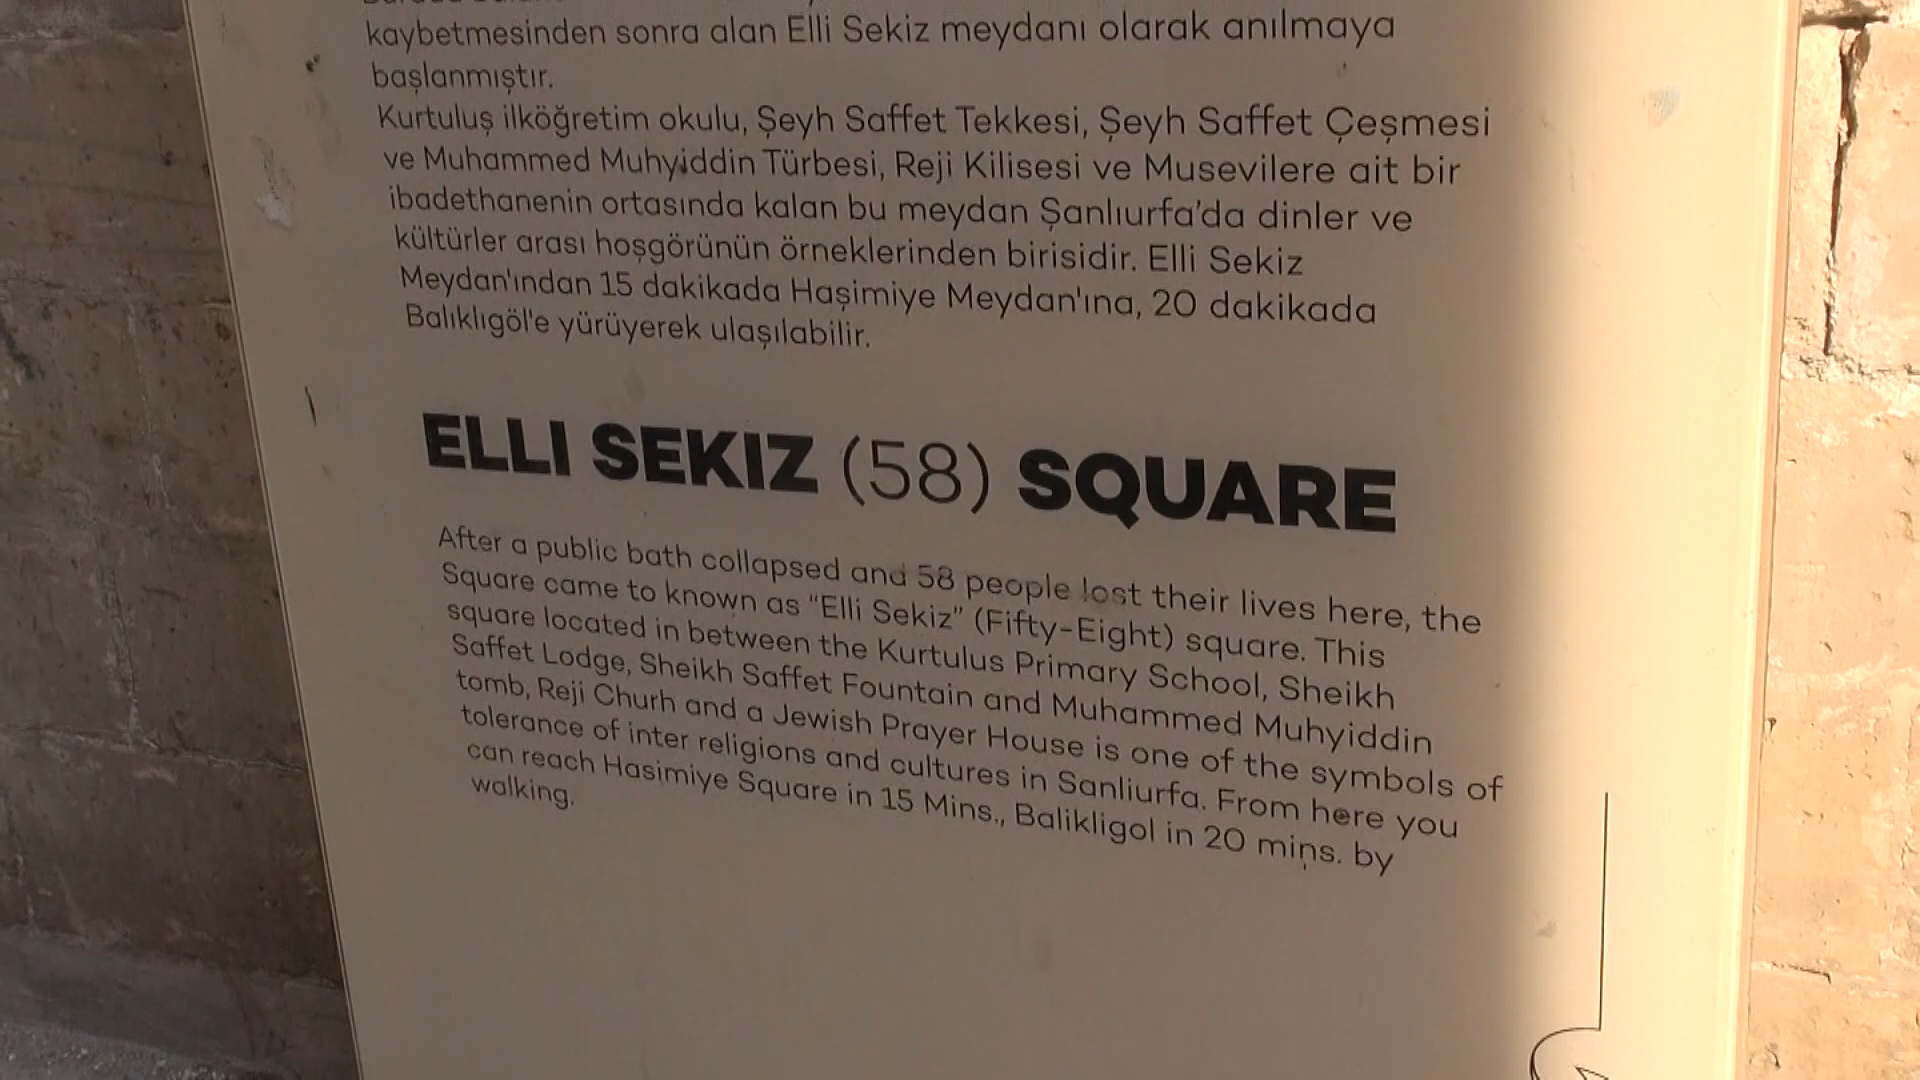 kaybetmesinden sonra alan Elli Sekiz meydanı olarak anılmaya
başlanmıştır.
Kurtuluş ilköğretim okulu, Şeyh Saffet Tekkesi, Şeyh Saffet Çeşmesi
ve Muhammed Muhyiddin Türbesi, Reji Kilisesi ve Musevilere ait bir
ibadethanenin ortasında kalan bu meydan Şanlıurfa'da dinler ve
kültürler arası hoşgörünün örneklerinden birisidir. Elli Sekiz
Meydan'ından 15 dakikada Haşimiye Meydan'ına, 20 dakikada
Balıklıgöl'e yürüyerek ulaşılabilir.
ELLI SEKIZ (58) SQUARE
After a public bath collapsed and 58 people lost their lives here, the
Square came to known as "Elli Sekiz" (Fifty-Eight) square. This
square located in between the Kurtulus Primary School, Sheikh
Saffet Lodge, Sheikh Saffet Fountain and Muhammed Muhyiddin
tomb, Reji Churh and a Jewish Prayer House is one of the symbols of
tolerance of inter religions and cultures in Sanliurfa. From here you
can reach Hasimiye Square in 15 Mins., Balikligol in 20 mins. by
walking.